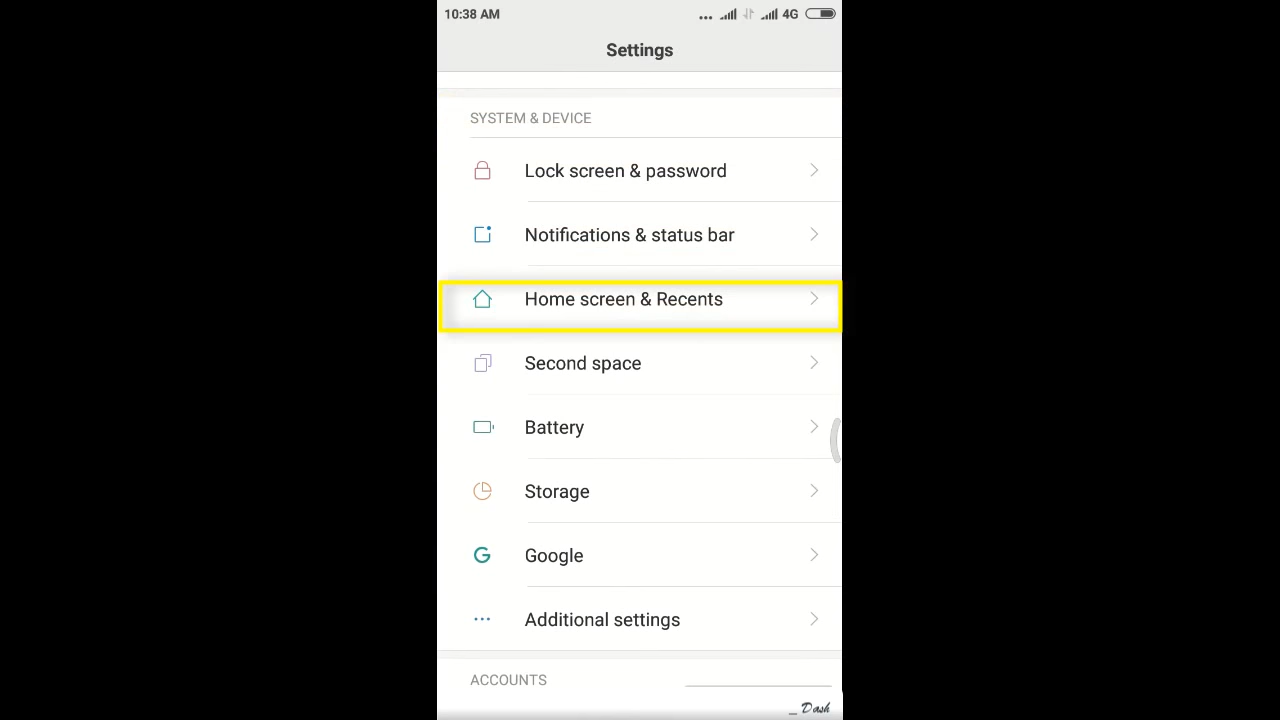 10:38 AM
4G
Settings
SYSTEM & DEVICE
Lock screen & password
Notifications & status bar
Home screen & Recents
Second space
Battery
Storage
Google
Additional settings
ACCOUNTS
_ Dash